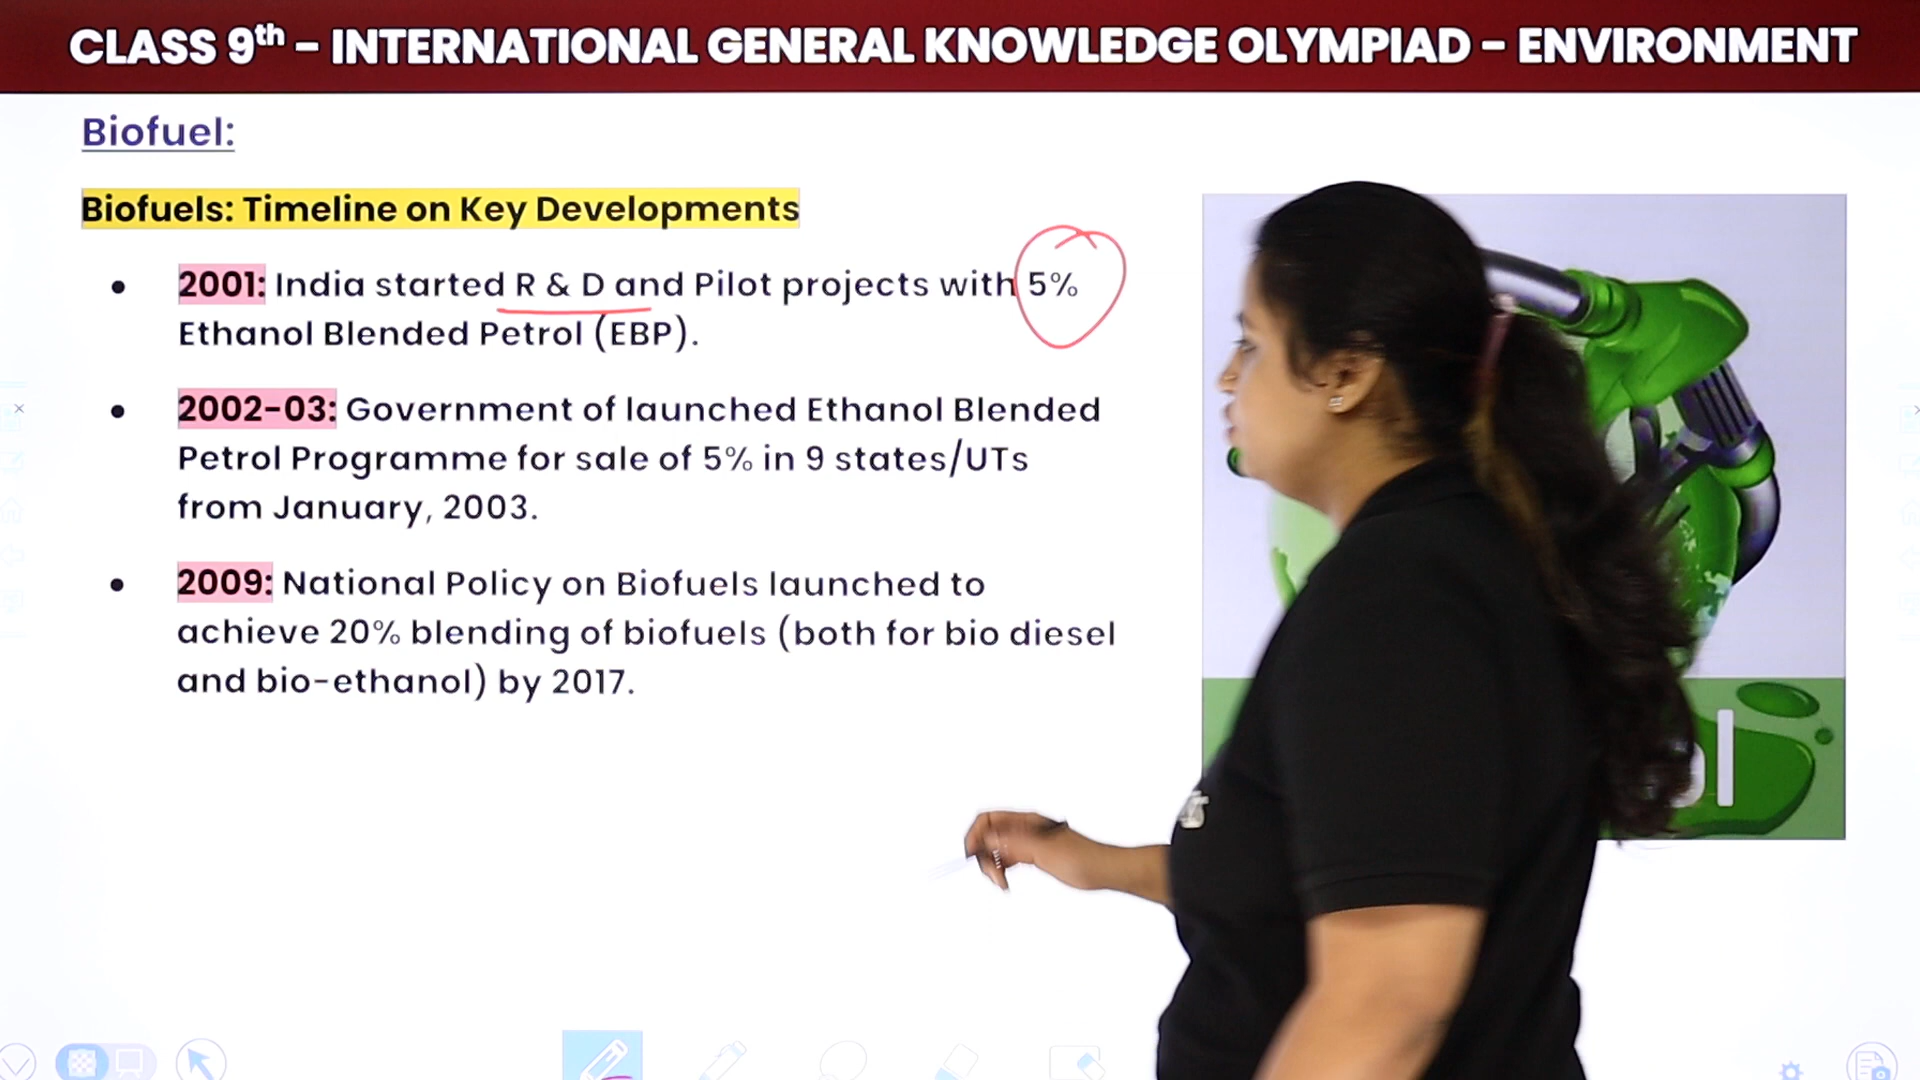 CLASS 9th – INTERNATIONAL GENERAL KNOWLEDGE OLYMPIAD – ENVIRONMENT
Biofuel:
Biofuels: Timeline on Key Developments
• 2001: India started R & D and Pilot projects with 5%
Ethanol Blended Petrol (EBP).
• 2002-03: Government of launched Ethanol Blended
Petrol Programme for sale of 5% in 9 states/UTs
from January, 2003.
• 2009: National Policy on Biofuels launched to
achieve 20% blending of biofuels (both for bio diesel
and bio-ethanol) by 2017.